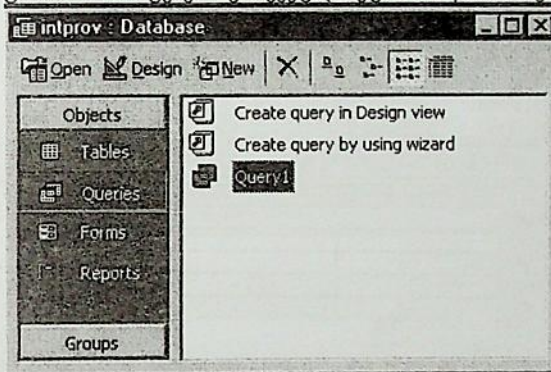 intprov : Database
Open Design New
Objects
Tables
Queries
Forms
Reports
Groups
Create query in Design view
Create query by using wizard
Query1